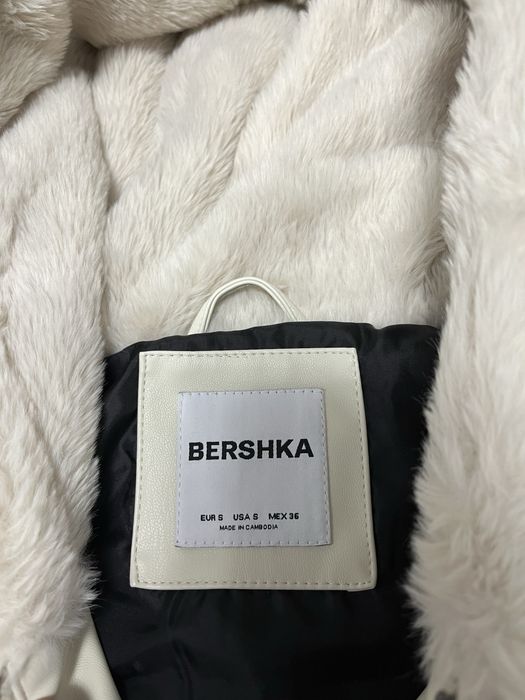 BERSHKA
EUR S USA S MEX 36
MADE IN CAMBODIA